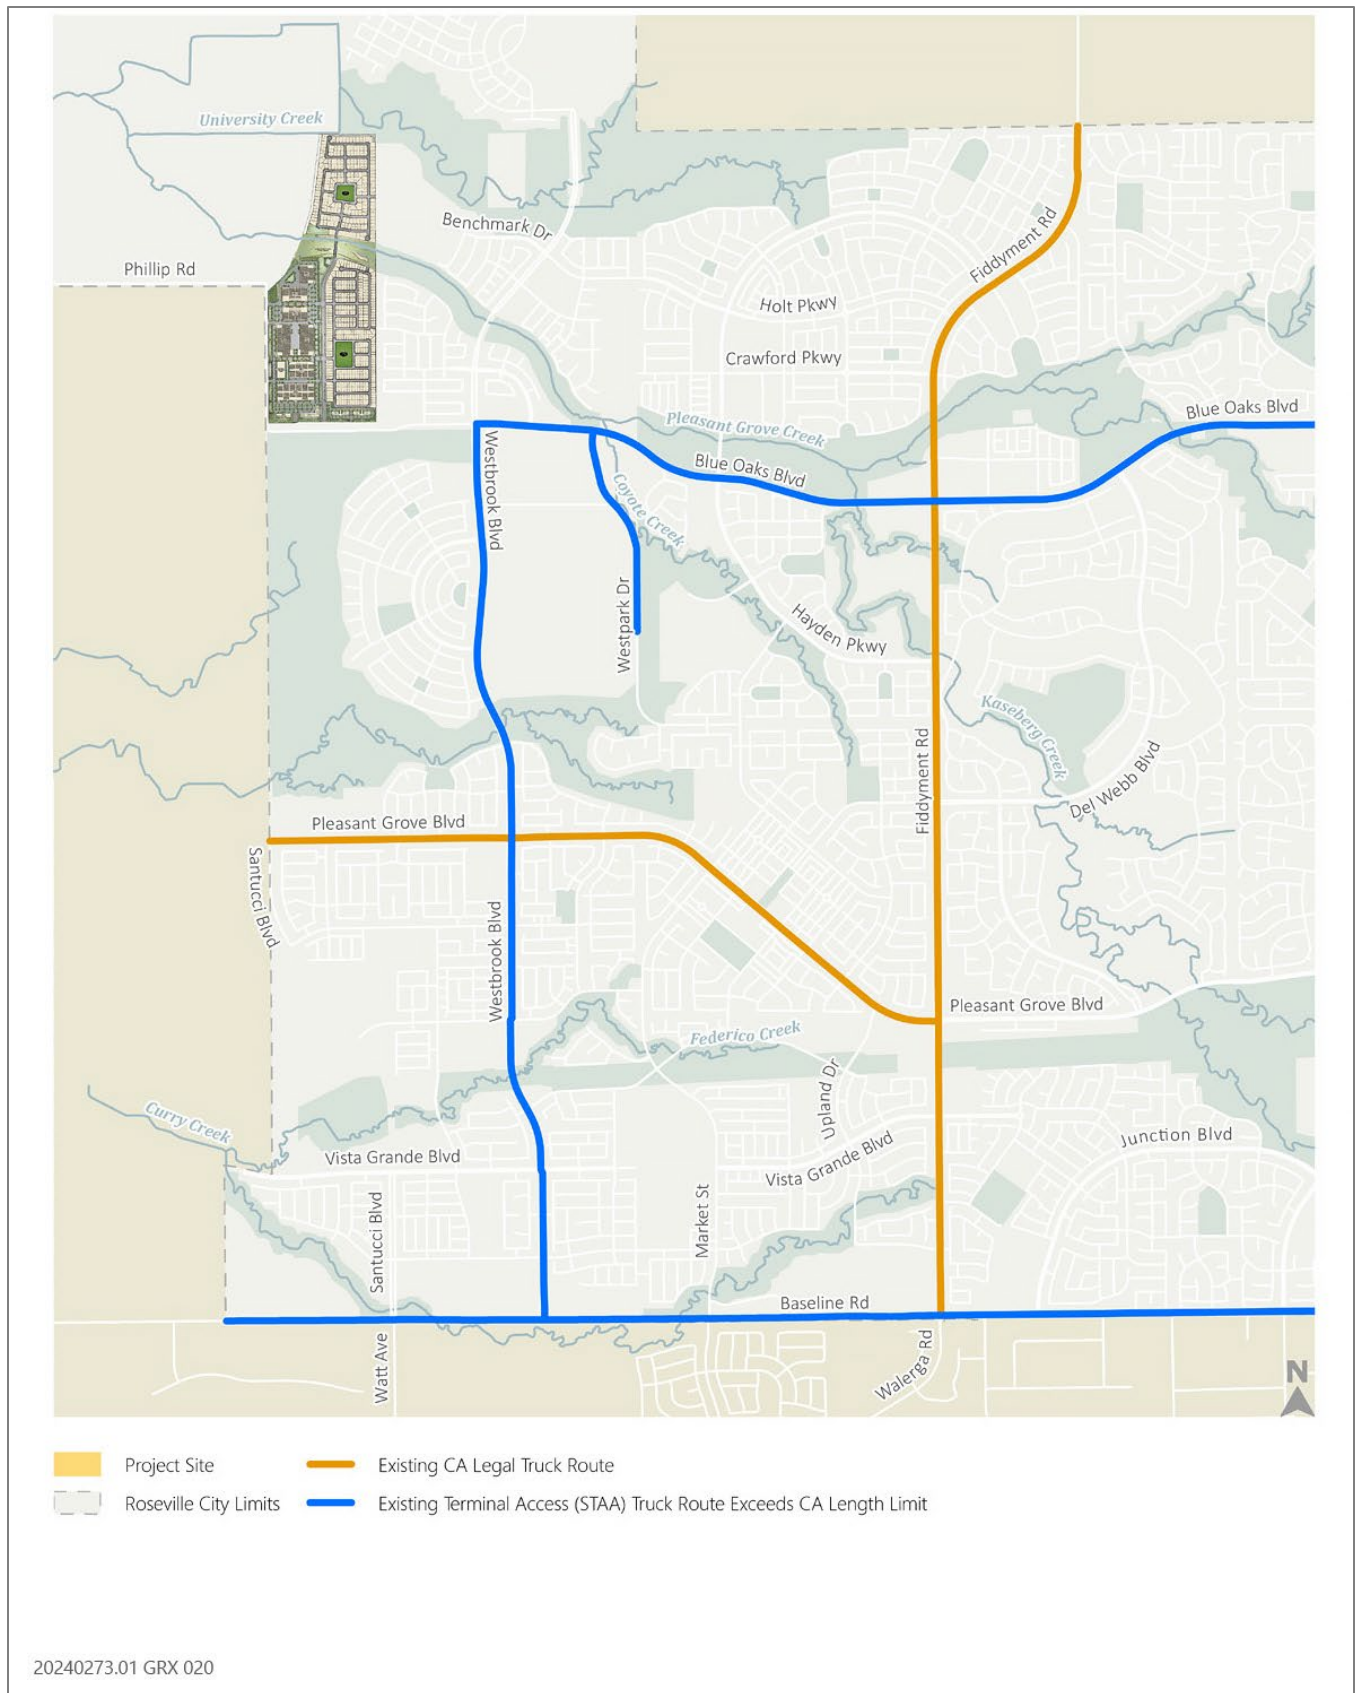 University Creek
Benchmark Dr
Phillip Rd
Fiddyment Rd
Holt Pkwy
Crawford Pkwy
Blue Oaks Blvd
Pleasant Grove Creek
Westbrook Blvd
Blue Oaks Blvd
Coyote Creek
Westpark Dr
Hayden Pkwy
Kaseberg Creek
Fiddyment Rd
Del Webb Blvd
Pleasant Grove Blvd
Santucci Blvd
Westbrook Blvd
Pleasant Grove Blvd
Federico Creek
Upland Dr
Curry Creek
Junction Blvd
Vista Grande Blvd
Vista Grande Blvd
Santucci Blvd
Market St
Baseline Rd
Watt Ave
Walerga Rd
N
Project Site
Existing CA Legal Truck Route
Roseville City Limits
Existing Terminal Access (STAA) Truck Route Exceeds CA Length Limit
20240273.01 GRX 020